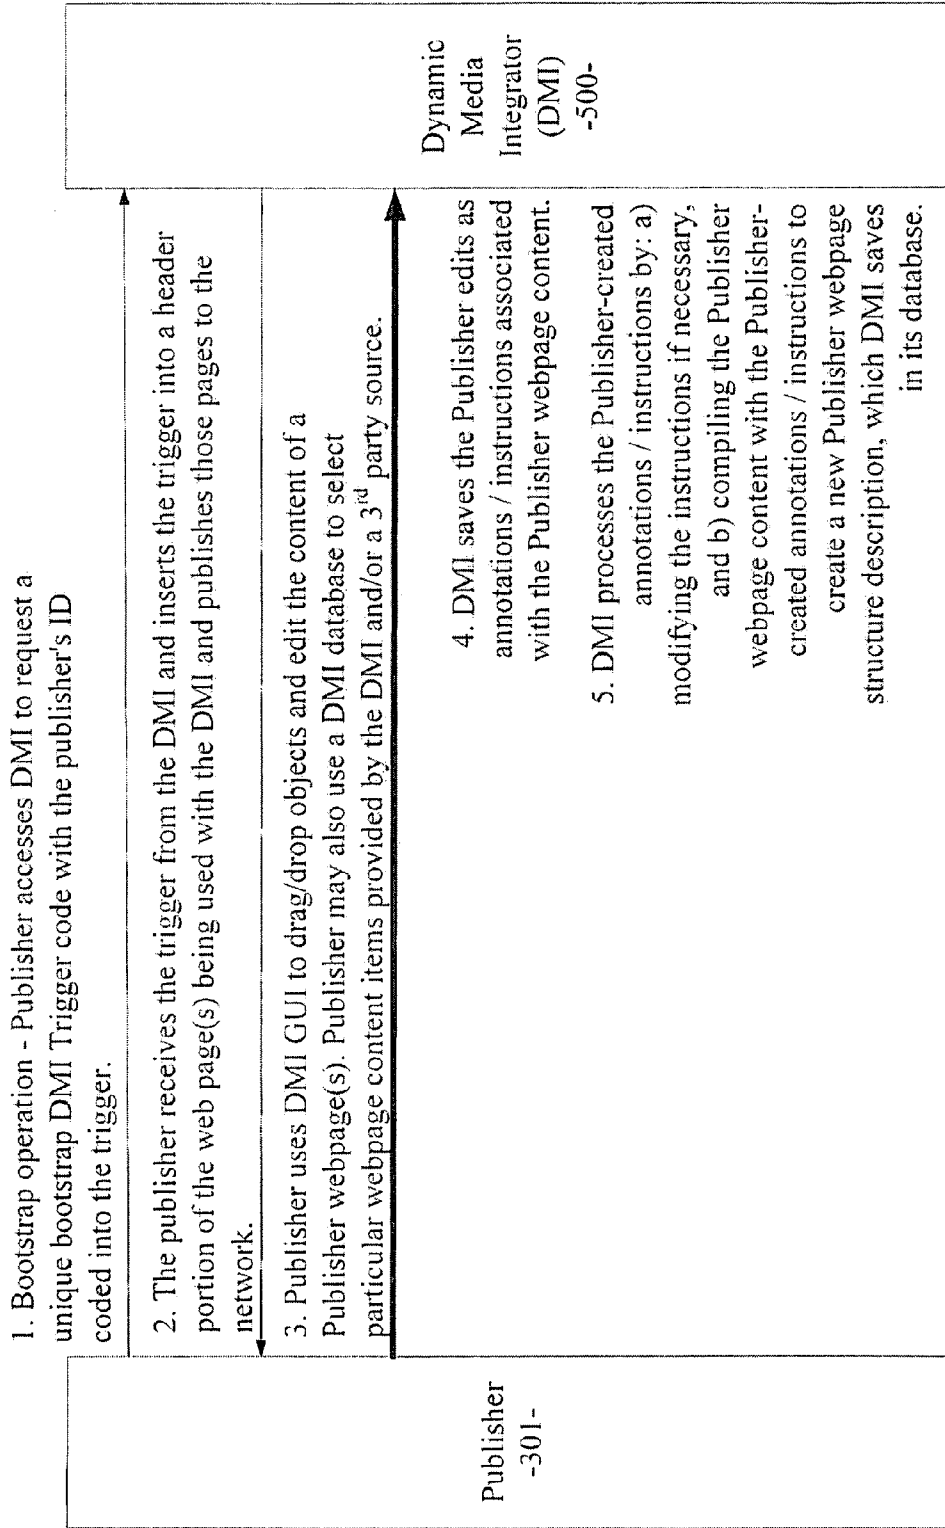 1. Bootstrap operation - Publisher accesses DMI to request a
unique bootstrap DMI Trigger code with the publisher's ID
coded into the trigger.
2. The publisher receives the trigger from the DMI and inserts the trigger into a header
portion of the web page(s) being used with the DMI and publishes those pages to the
network.
3. Publisher uses DMI GUI to drag/drop objects and edit the content of a
Publisher webpage(s). Publisher may also use a DMI database to select
particular webpage content items provided by the DMI and/or a 3rd party source.
Publisher
-301-
Dynamic
Media
Integrator
(DMI)
-500-
4. DMI saves the Publisher edits as
annotations / instructions associated
with the Publisher webpage content.
5. DMI processes the Publisher-created
annotations / instructions by: a)
modifying the instructions if necessary,
and b) compiling the Publisher
webpage content with the Publisher-
created annotations / instructions to
create a new Publisher webpage
structure description, which DMI saves
in its database.